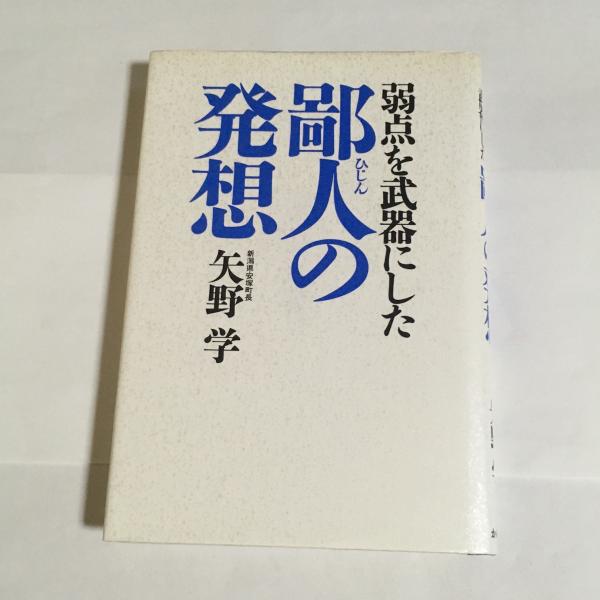 弱点を武器にした
鄙人の
ひじん
発想
新潟県安塚町長
矢野 学